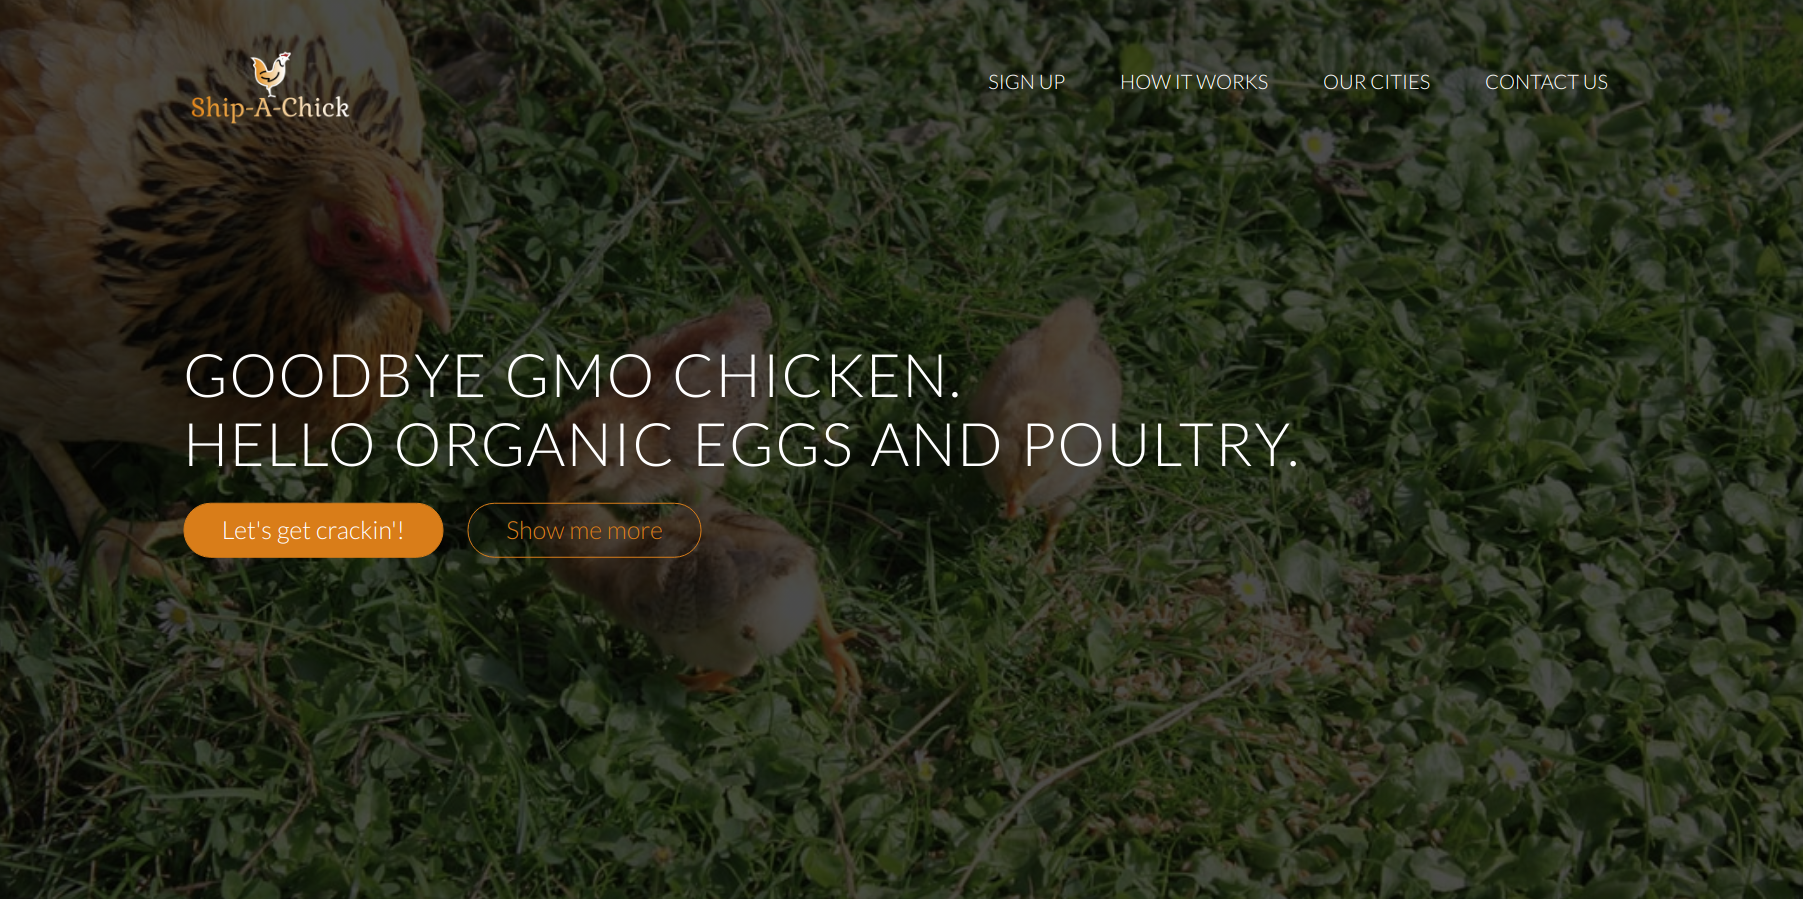 Ship-A-Chick
SIGN UP
HOW IT WORKS
OUR CITIES
CONTACT US
GOODBYE GMO CHICKEN.
HELLO ORGANIC EGGS AND POULTRY.
Let's get crackin'!
Show me more